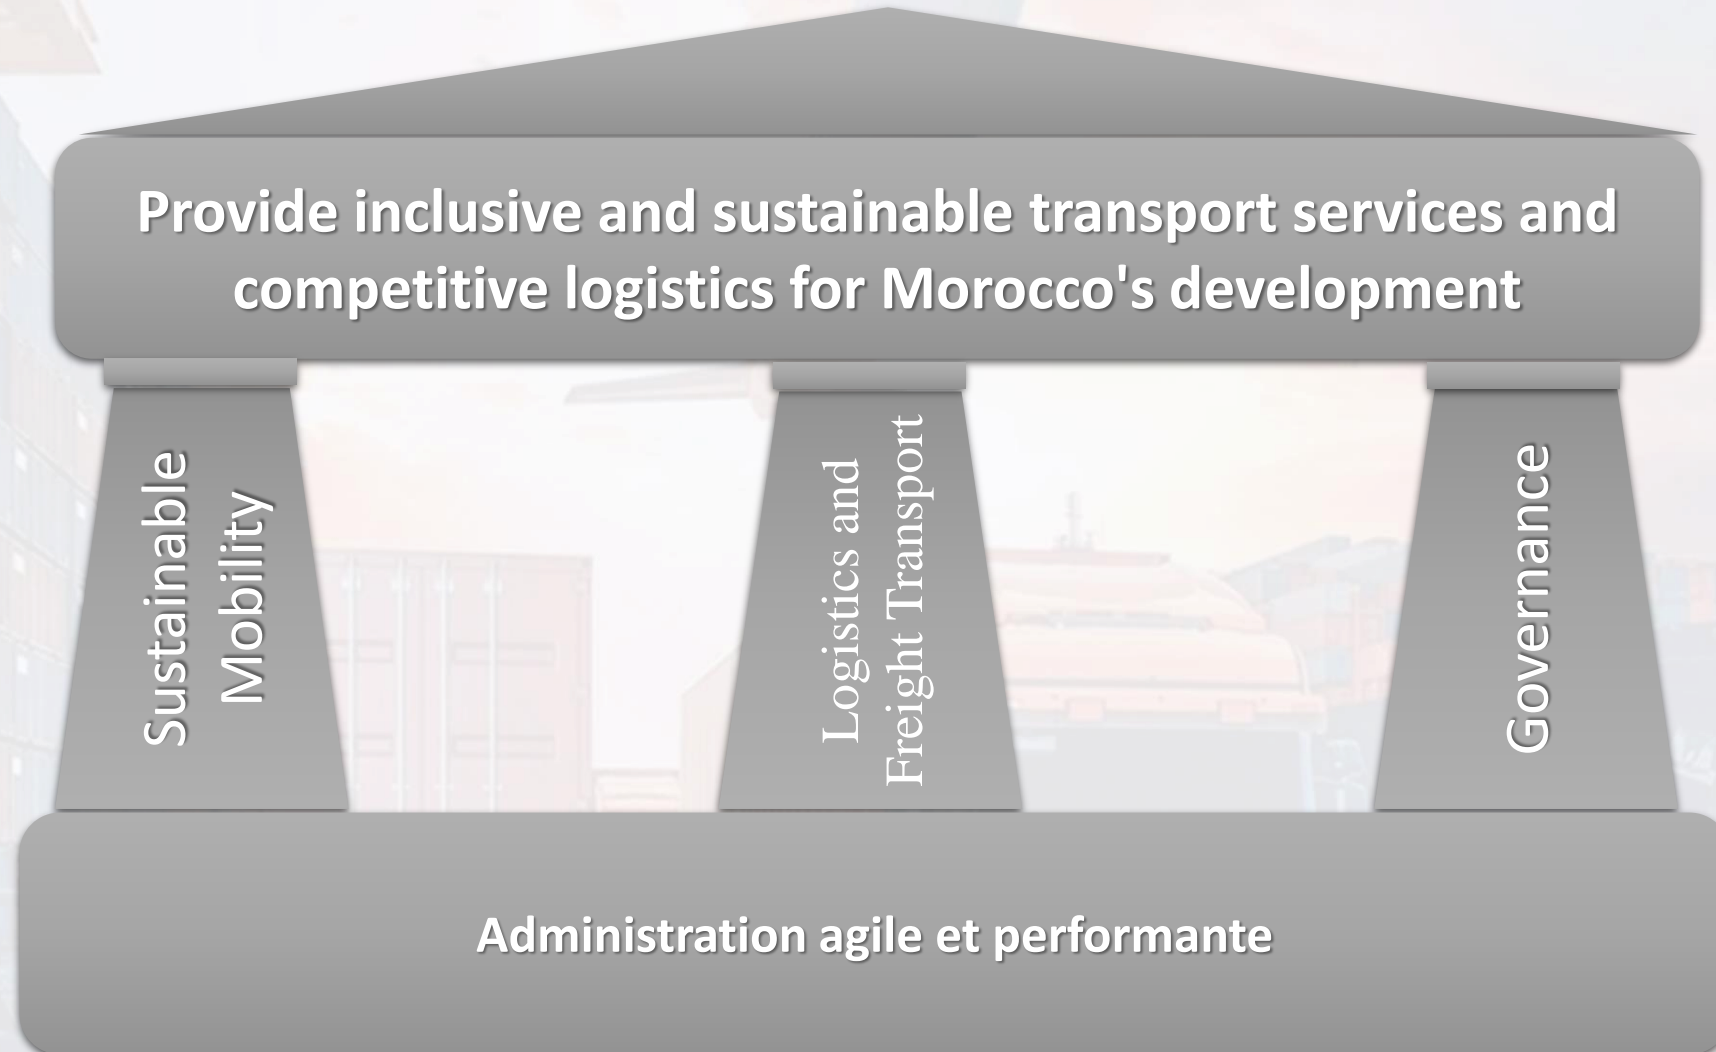 Provide inclusive and sustainable transport services and
competitive logistics for Morocco's development
Sustainable
Mobility
Logistics and
Freight Transport
Governance
Administration agile et performante